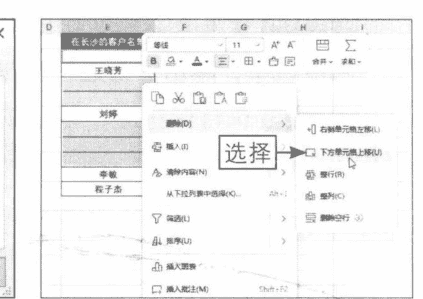 D E F G H I
在长沙的客户名单
等线 11 A+ A-
B A 合并 求和
王晓芳
刘婷
李敏
程子杰
删除(D)
插入(I)
清除内容(N)
从下拉列表中选择(K)...
筛选(L)
排序(U)
插入图表
插入批注(M) Shift+F2
选择
右侧单元格左移(L)
下方单元格上移(U)
整行(R)
整列(C)
删除空行